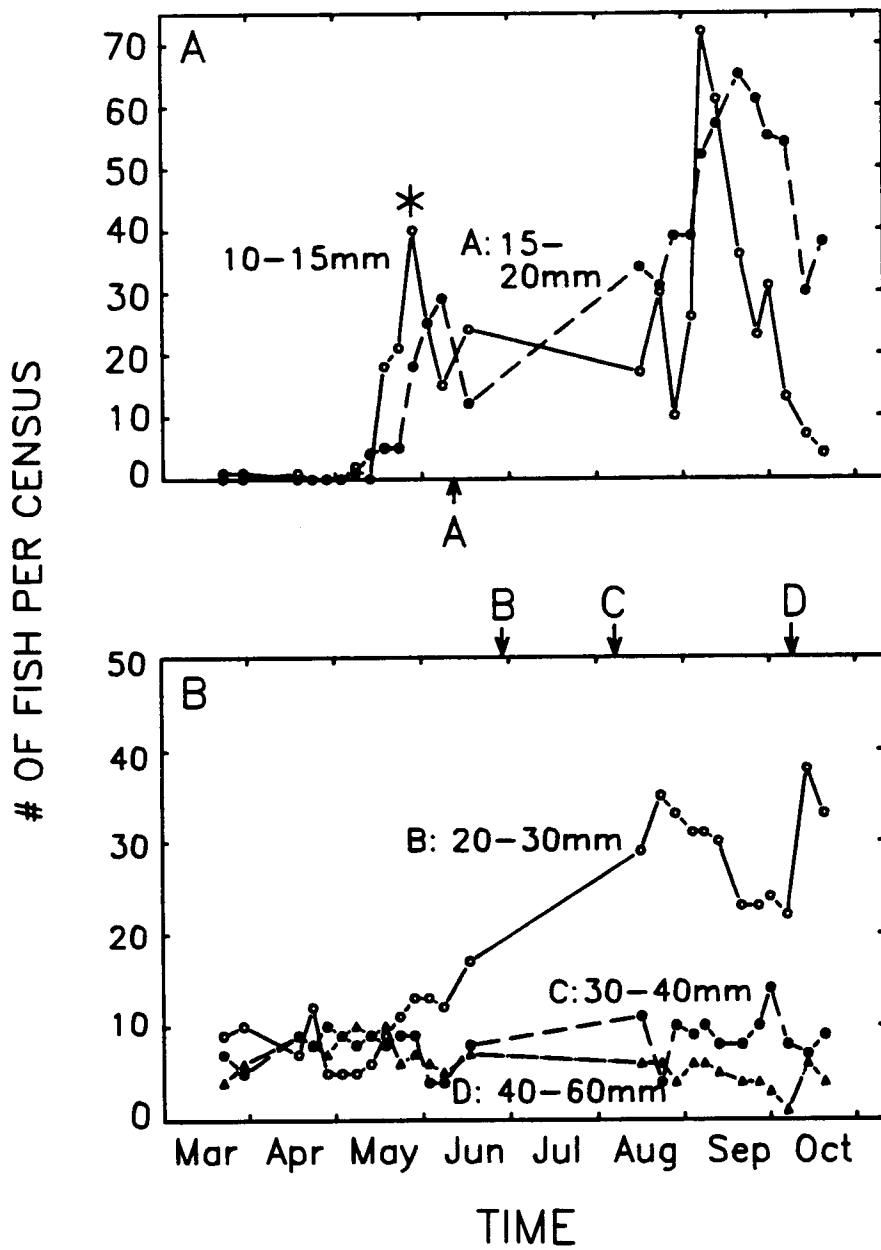 # OF FISH PER CENSUS
A
70
60
50
40
30
20
10
0
*
10-15mm
A: 15-
20mm
A
B
C
D
B
50
40
30
20
10
0
B: 20-30mm
C: 30-40mm
D: 40-60mm
Mar Apr May Jun Jul Aug Sep Oct
TIME